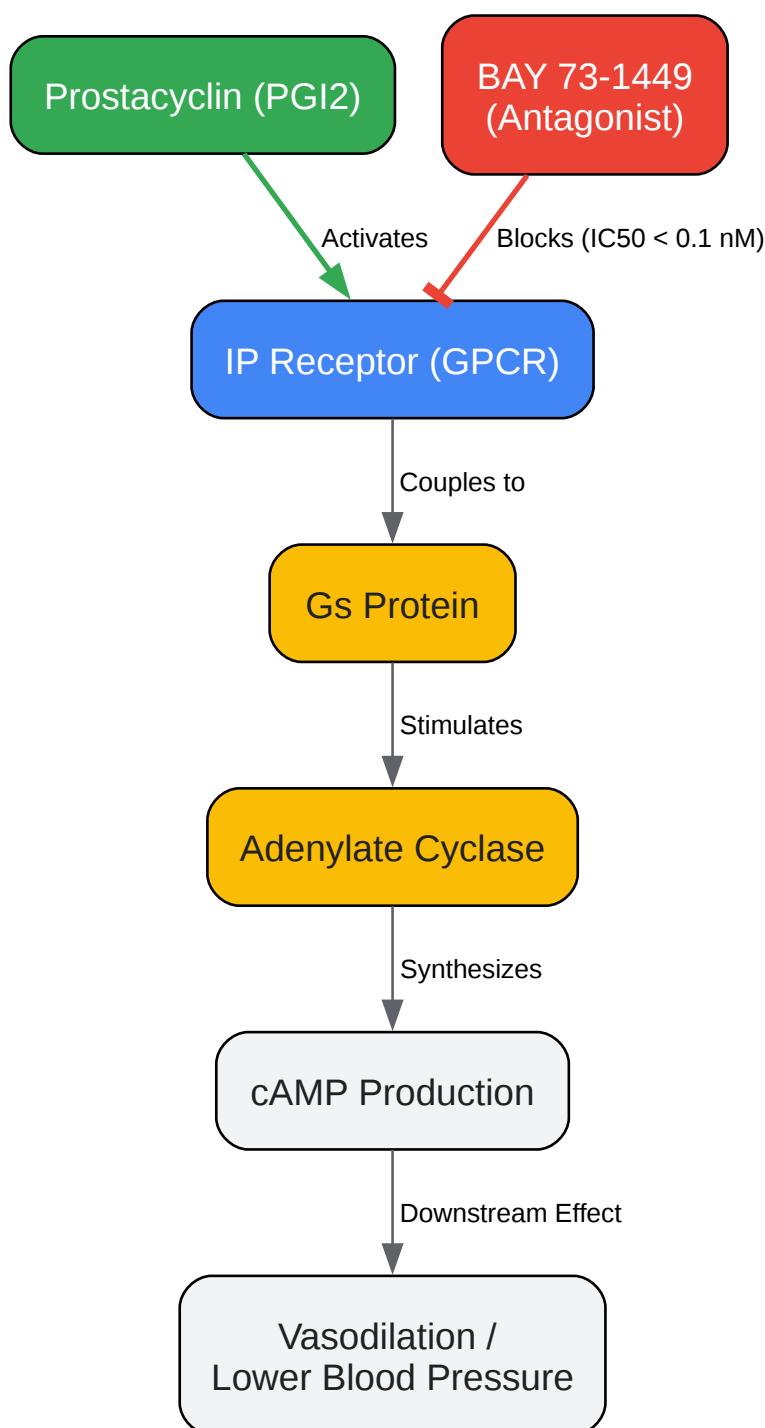 Prostacyclin (PGI2)
BAY 73-1449
(Antagonist)
Activates
Blocks (IC50 < 0.1 nM)
IP Receptor (GPCR)
Couples to
Gs Protein
Stimulates
Adenylate Cyclase
Synthesizes
cAMP Production
Downstream Effect
Vasodilation /
Lower Blood Pressure